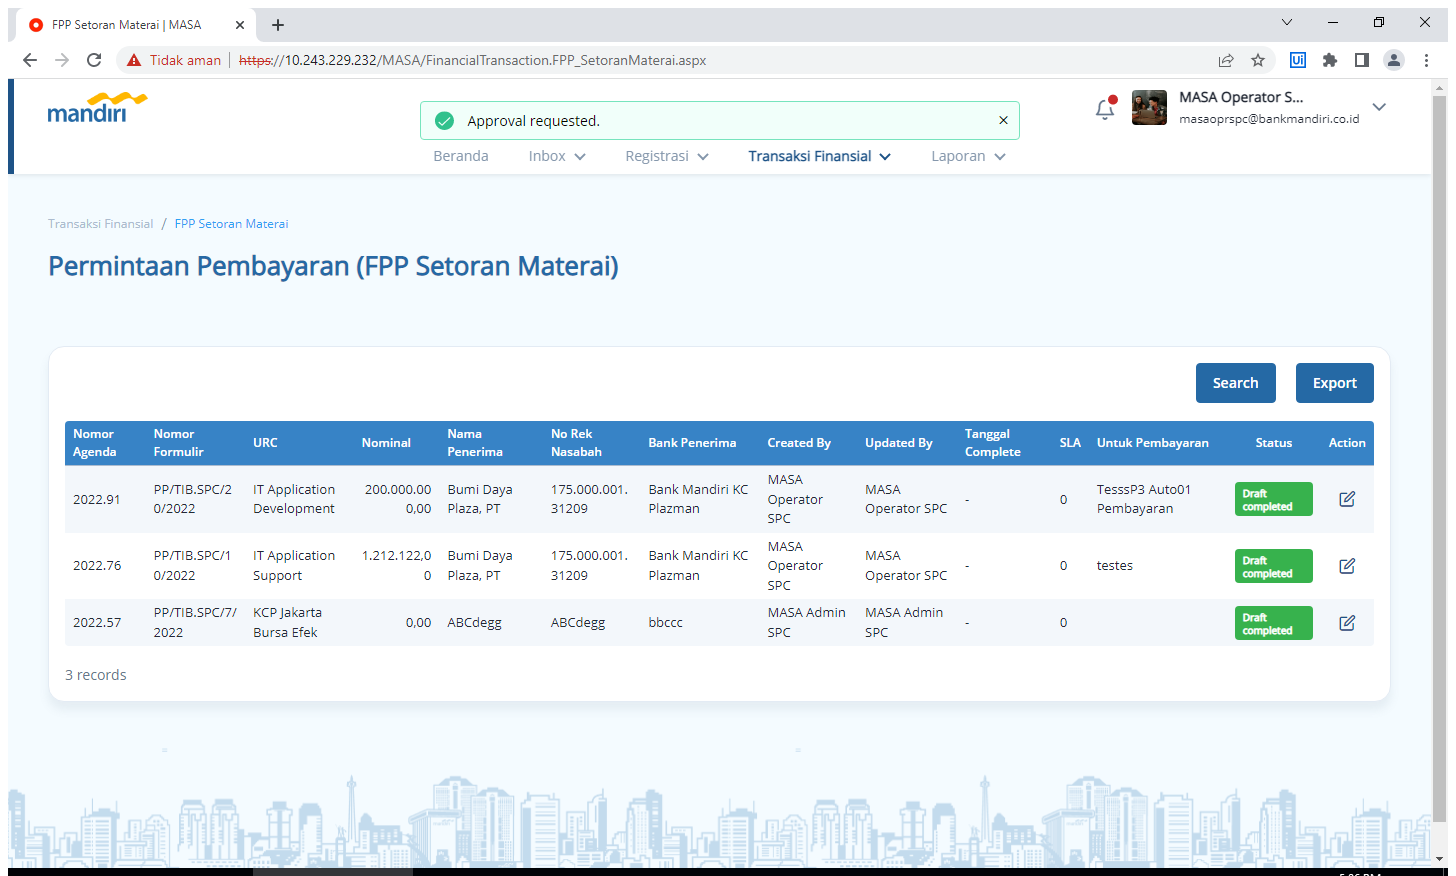 FPP Setoran Materai | MASA
Tidak aman https://10.243.229.232/MASA/FinancialTransaction.FPP_SetoranMaterai.aspx
Ui
mandiri
Approval requested.
MASA Operator S...
masaoprspc@bankmandiri.co.id
Beranda Inbox Registrasi Transaksi Finansial Laporan
Transaksi Finansial / FPP Setoran Materai
Permintaan Pembayaran (FPP Setoran Materai)
Search Export
Nomor Agenda Nomor Formulir URC Nominal Nama Penerima No Rek Nasabah Bank Penerima Created By Updated By Tanggal Complete SLA Untuk Pembayaran Status Action
2022.91 PP/TIB.SPC/20/2022 IT Application Development 200.000.000,00 Bumi Daya Plaza, PT 175.000.001.31209 Bank Mandiri KC Plazman MASA Operator SPC MASA Operator SPC - 0 TesssP3 Auto01 Pembayaran Draft completed
2022.76 PP/TIB.SPC/10/2022 IT Application Support 1.212.122,00 Bumi Daya Plaza, PT 175.000.001.31209 Bank Mandiri KC Plazman MASA Operator SPC MASA Operator SPC - 0 testes Draft completed
2022.57 PP/TIB.SPC/7/2022 KCP Jakarta Bursa Efek 0,00 ABCdegg ABCdegg bbccc MASA Admin SPC MASA Admin SPC - 0 Draft completed
3 records